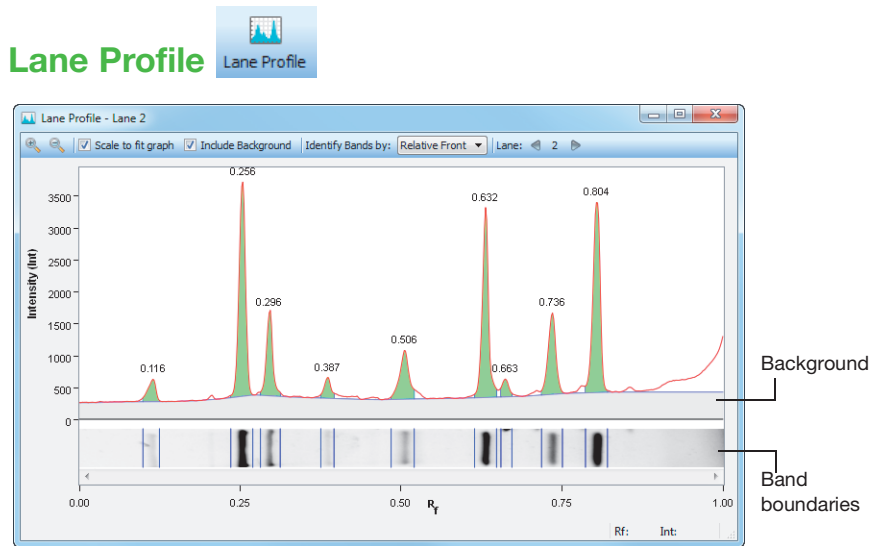 Lane Profile
Lane Profile
Lane Profile - Lane 2
Scale to fit graph Include Background Identify Bands by: Relative Front Lane: 2
0.256
0.804
0.632
3500
3000
Intensity (Int)
2500
2000
0.296
0.736
1500
0.506
1000
0.116
0.387
0.663
500
0
Background
Band
boundaries
0.00 0.25 0.50 Rf 0.75 1.00
Rf: Int: